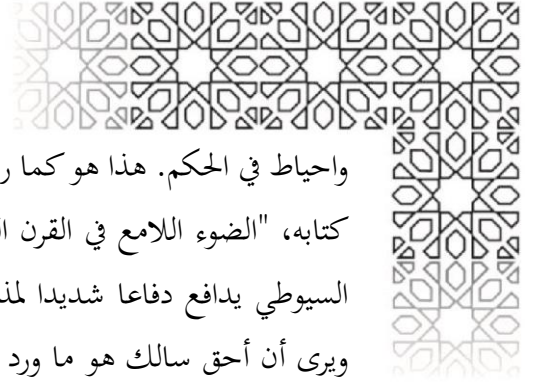 واحياط في الحكم. هذا هو كما ر
كتابه، "الضوء اللامع في القرن ا
السيوطي يدافع دفاعا شديدا لمذ
ويرى أن أحق سالك هو ما ورد